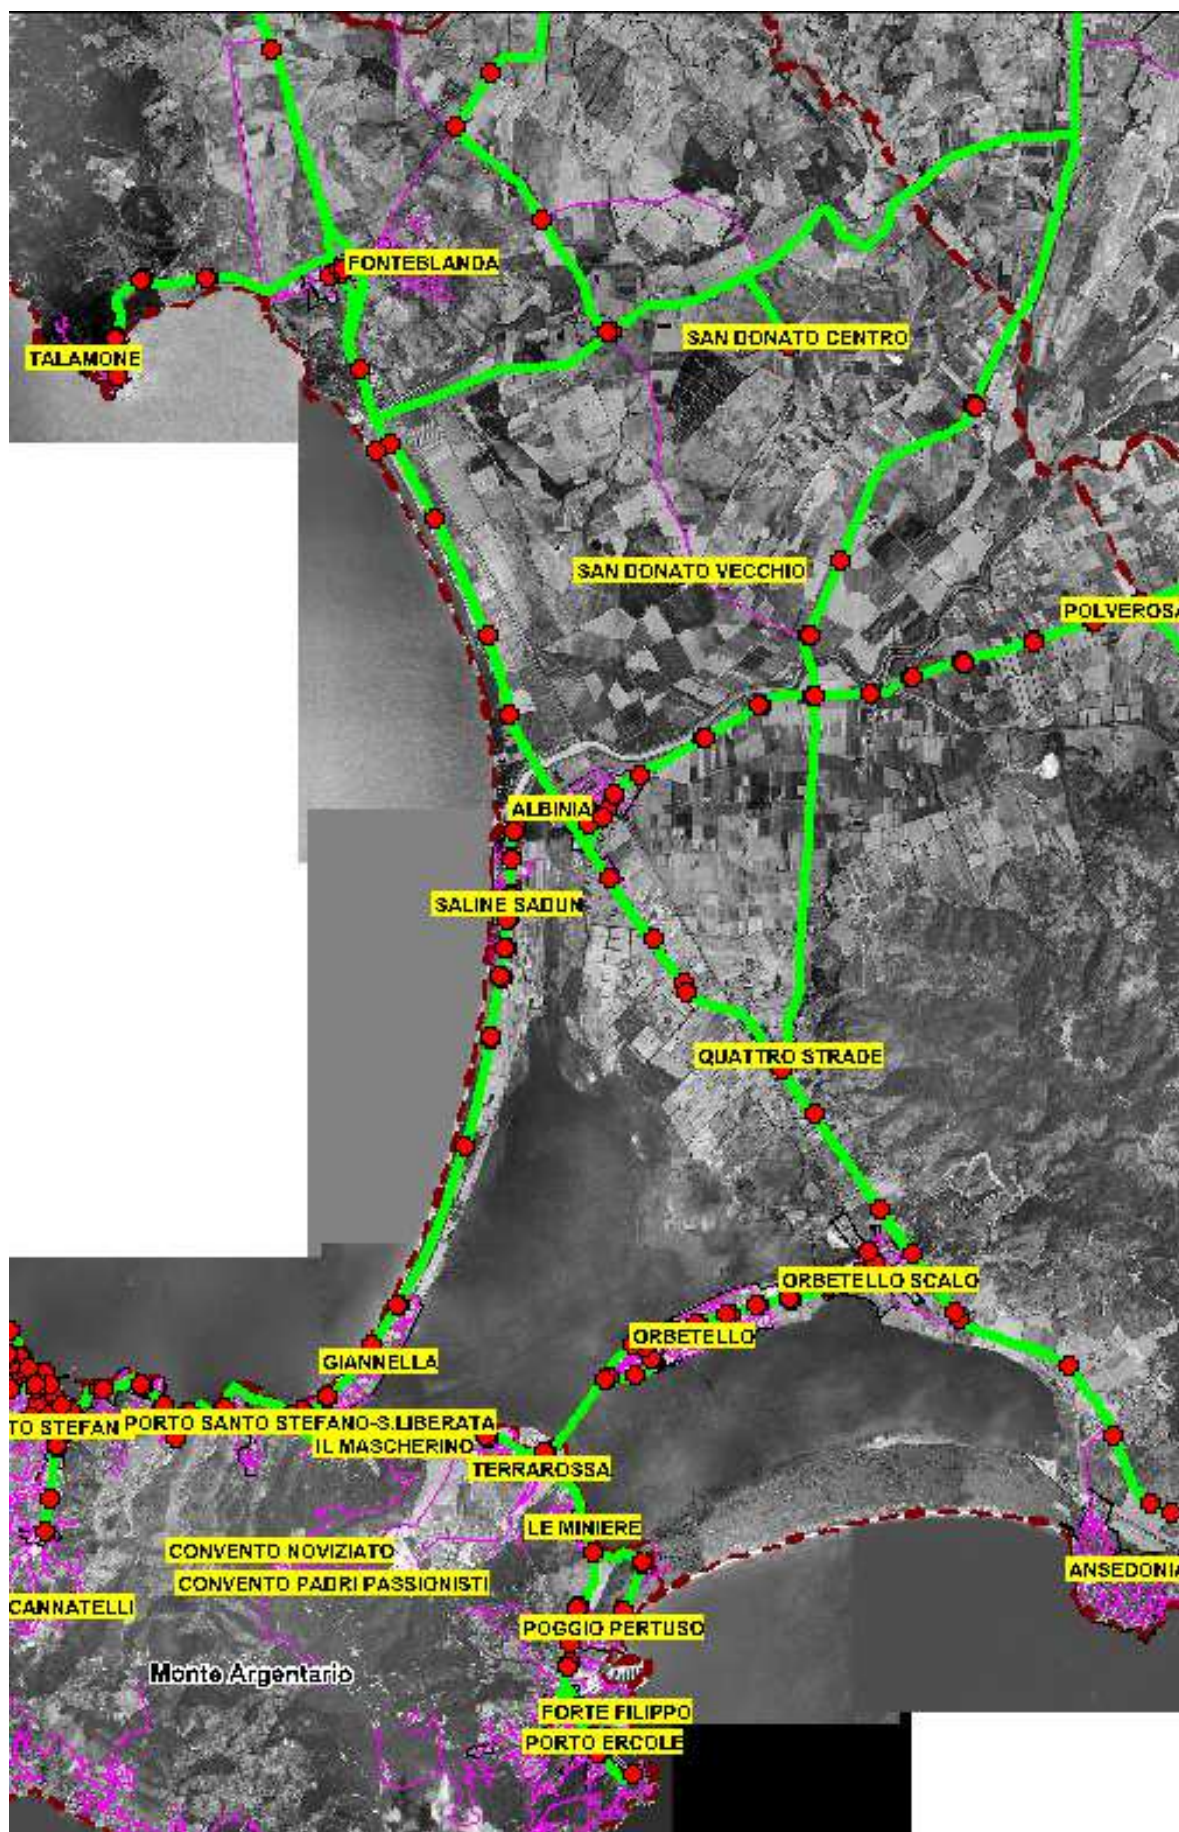 FONTEBLANDA
SAN DONATO CENTRO
TALAMONE
SAN DONATO VECCHIO
POLVEROSA
ALBINIA
SALINE SADUN
QUATTRO STRADE
ORBETELLO SCALO
ORBETELLO
GIANNELLA
TO STEFAN
PORTO SANTO STEFANO-S.LIBERATA
IL MASCHERINO
TERRAROSSA
LE MINIERE
CONVENTO NOVIZIATO
CONVENTO PADRI PASSIONISTI
ANSEDONIA
CANNATELLI
POGGIO PERTUSO
Monte Argentario
FORTE FILIPPO
PORTO ERCOLE